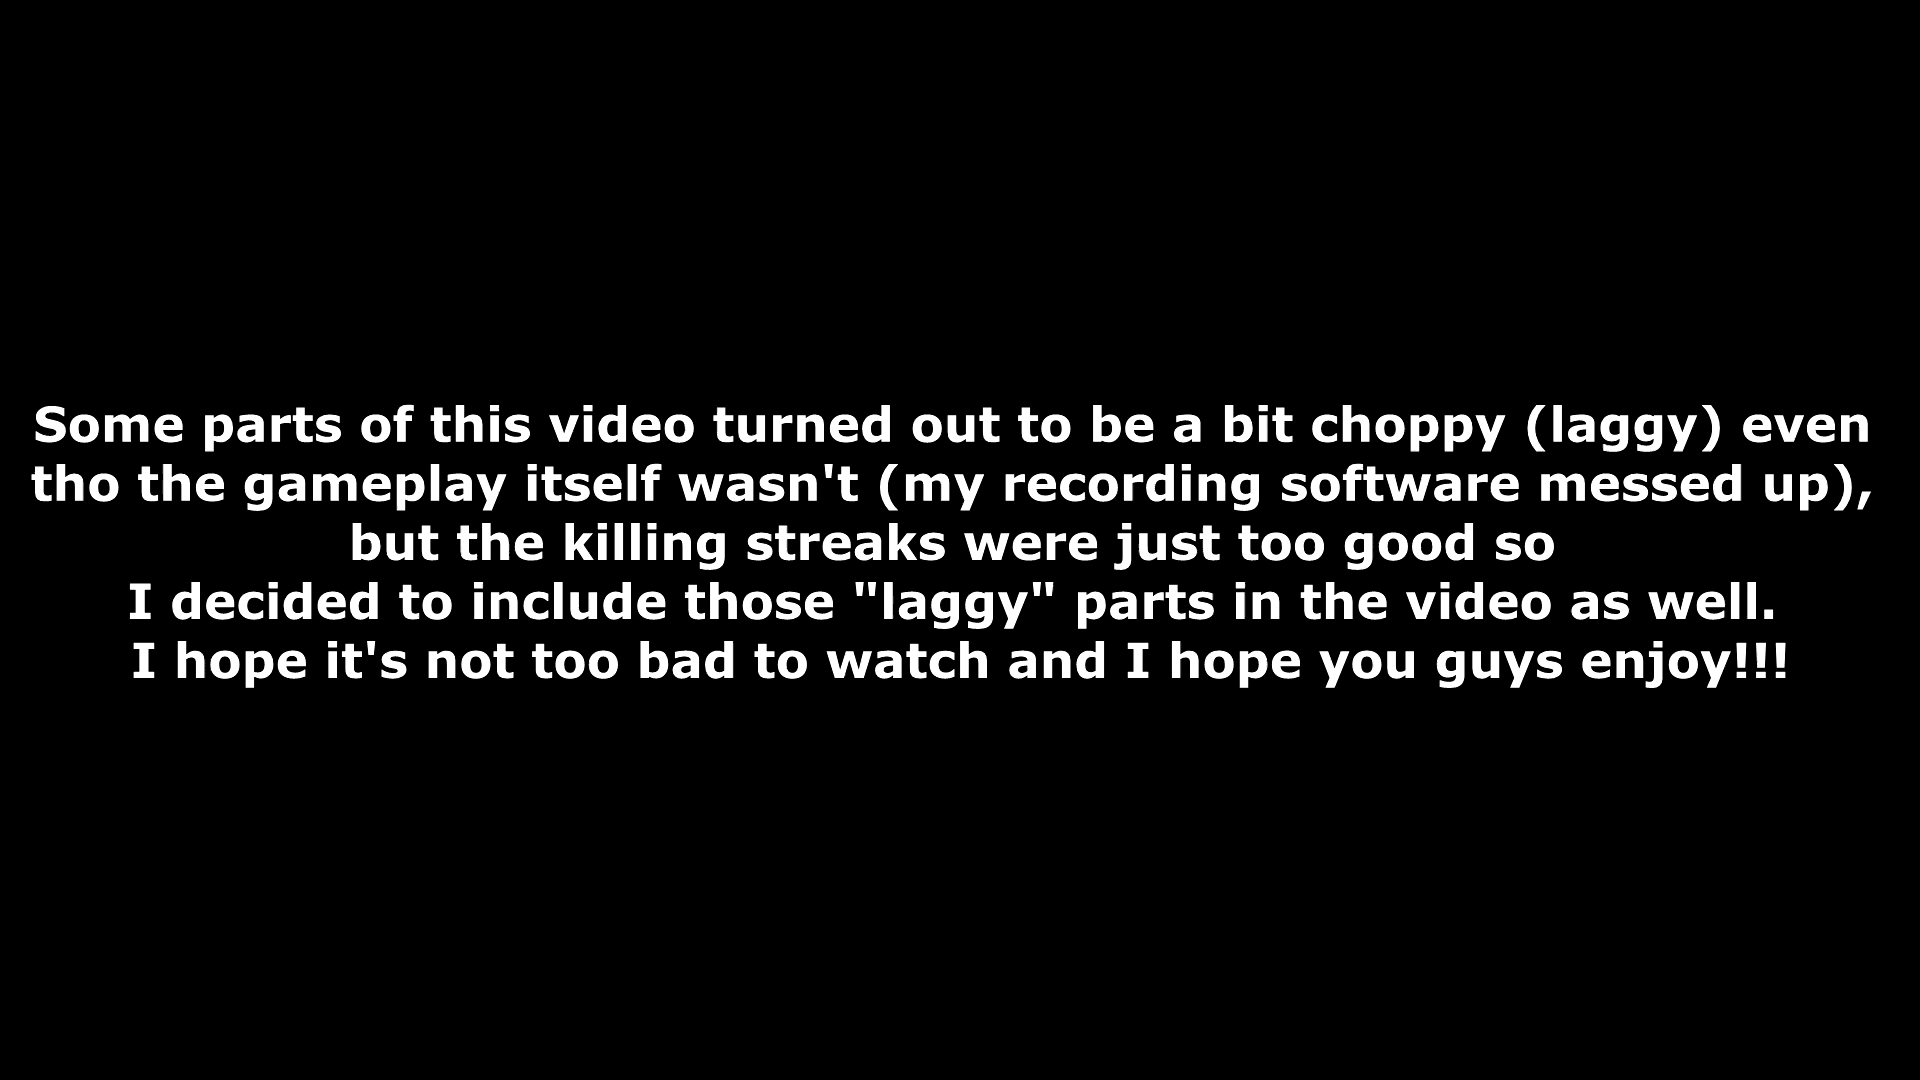 Some parts of this video turned out to be a bit choppy (laggy) even
tho the gameplay itself wasn't (my recording software messed up),
but the killing streaks were just too good so
I decided to include those "laggy" parts in the video as well.
I hope it's not too bad to watch and I hope you guys enjoy!!!